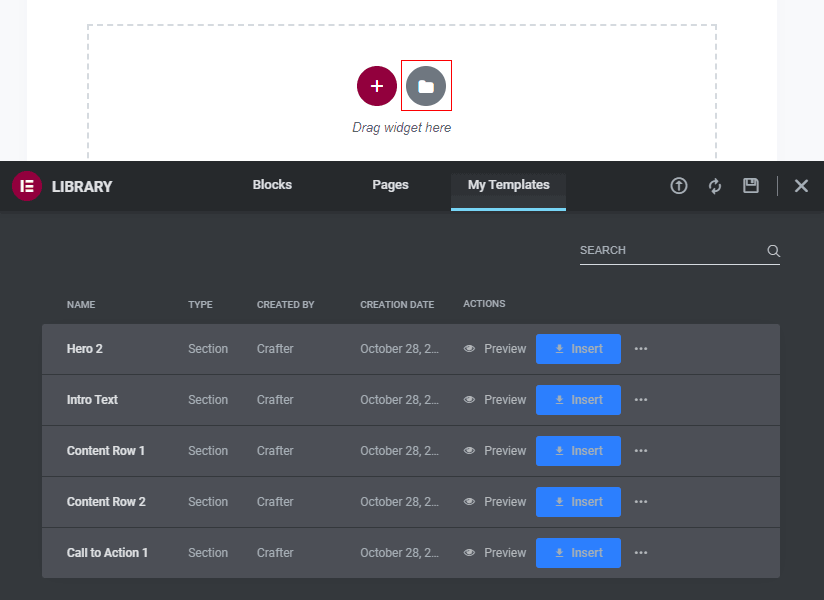 Drag widget here
LIBRARY Blocks Pages My Templates
SEARCH
NAME TYPE CREATED BY CREATION DATE ACTIONS
Hero 2 Section Crafter October 28, 2... Preview Insert
Intro Text Section Crafter October 28, 2... Preview Insert
Content Row 1 Section Crafter October 28, 2... Preview Insert
Content Row 2 Section Crafter October 28, 2... Preview Insert
Call to Action 1 Section Crafter October 28, 2... Preview Insert